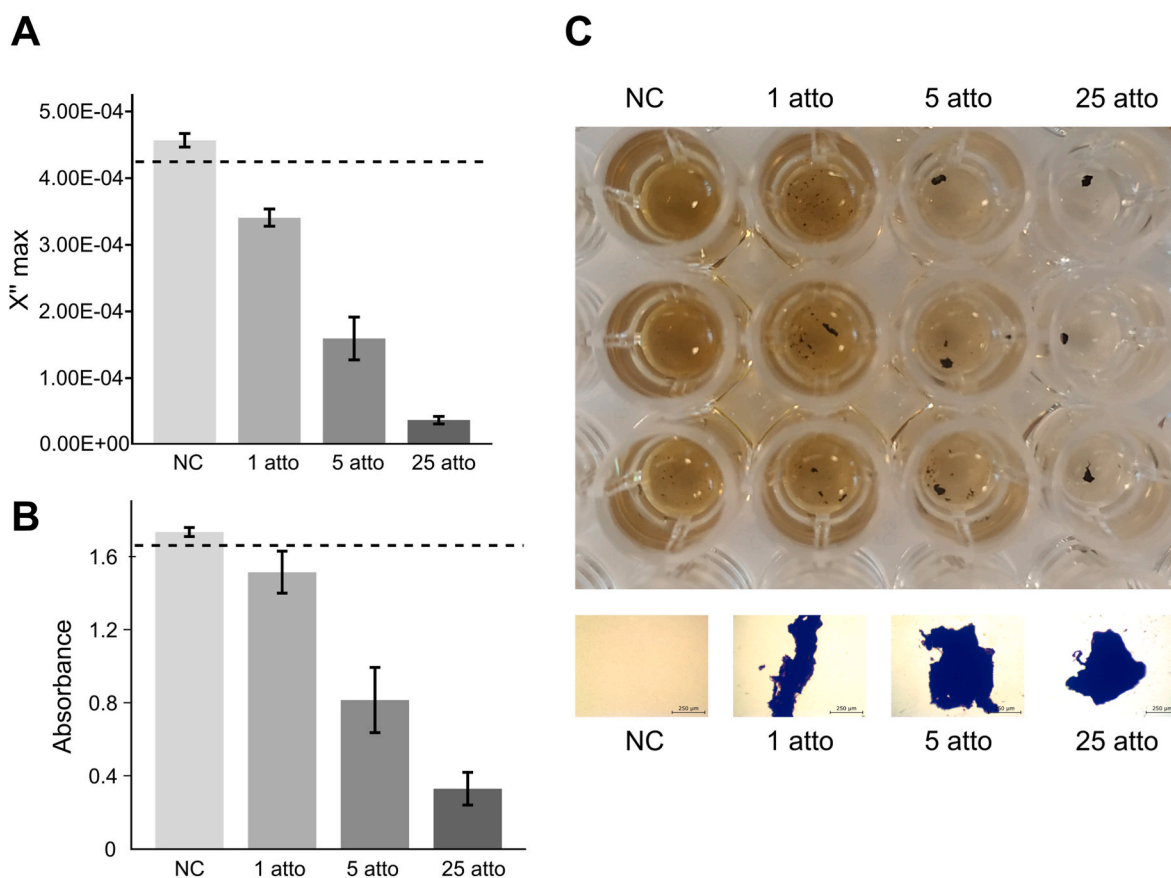 A
5.00E-04
4.00E-04
3.00E-04
2.00E-04
1.00E-04
0.00E+00
X" max
NC 1 atto 5 atto 25 atto
B
1.6
1.2
0.8
0.4
0
Absorbance
NC 1 atto 5 atto 25 atto
C
NC 1 atto 5 atto 25 atto
250 µm 250 µm 50 µm 250 µm
NC 1 atto 5 atto 25 atto